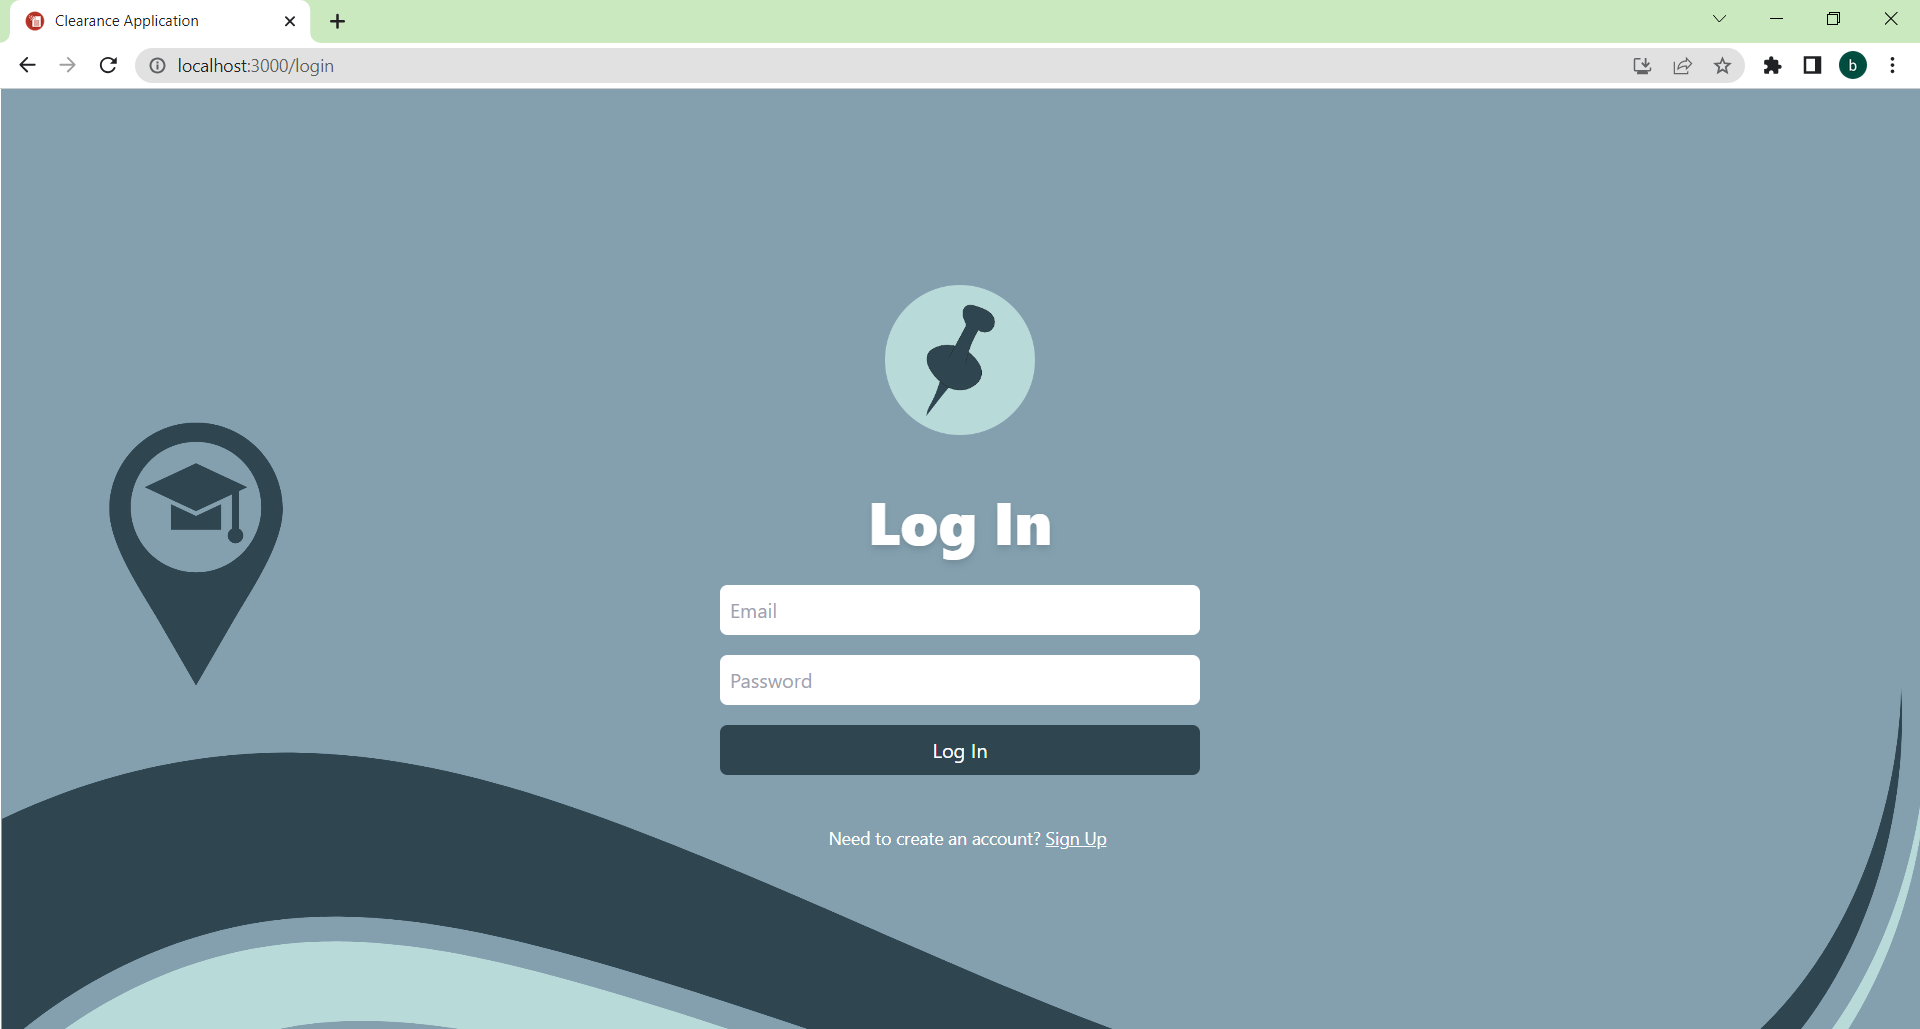 Clearance Application
localhost:3000/login
b
Log In
Email
Password
Log In
Need to create an account? Sign Up